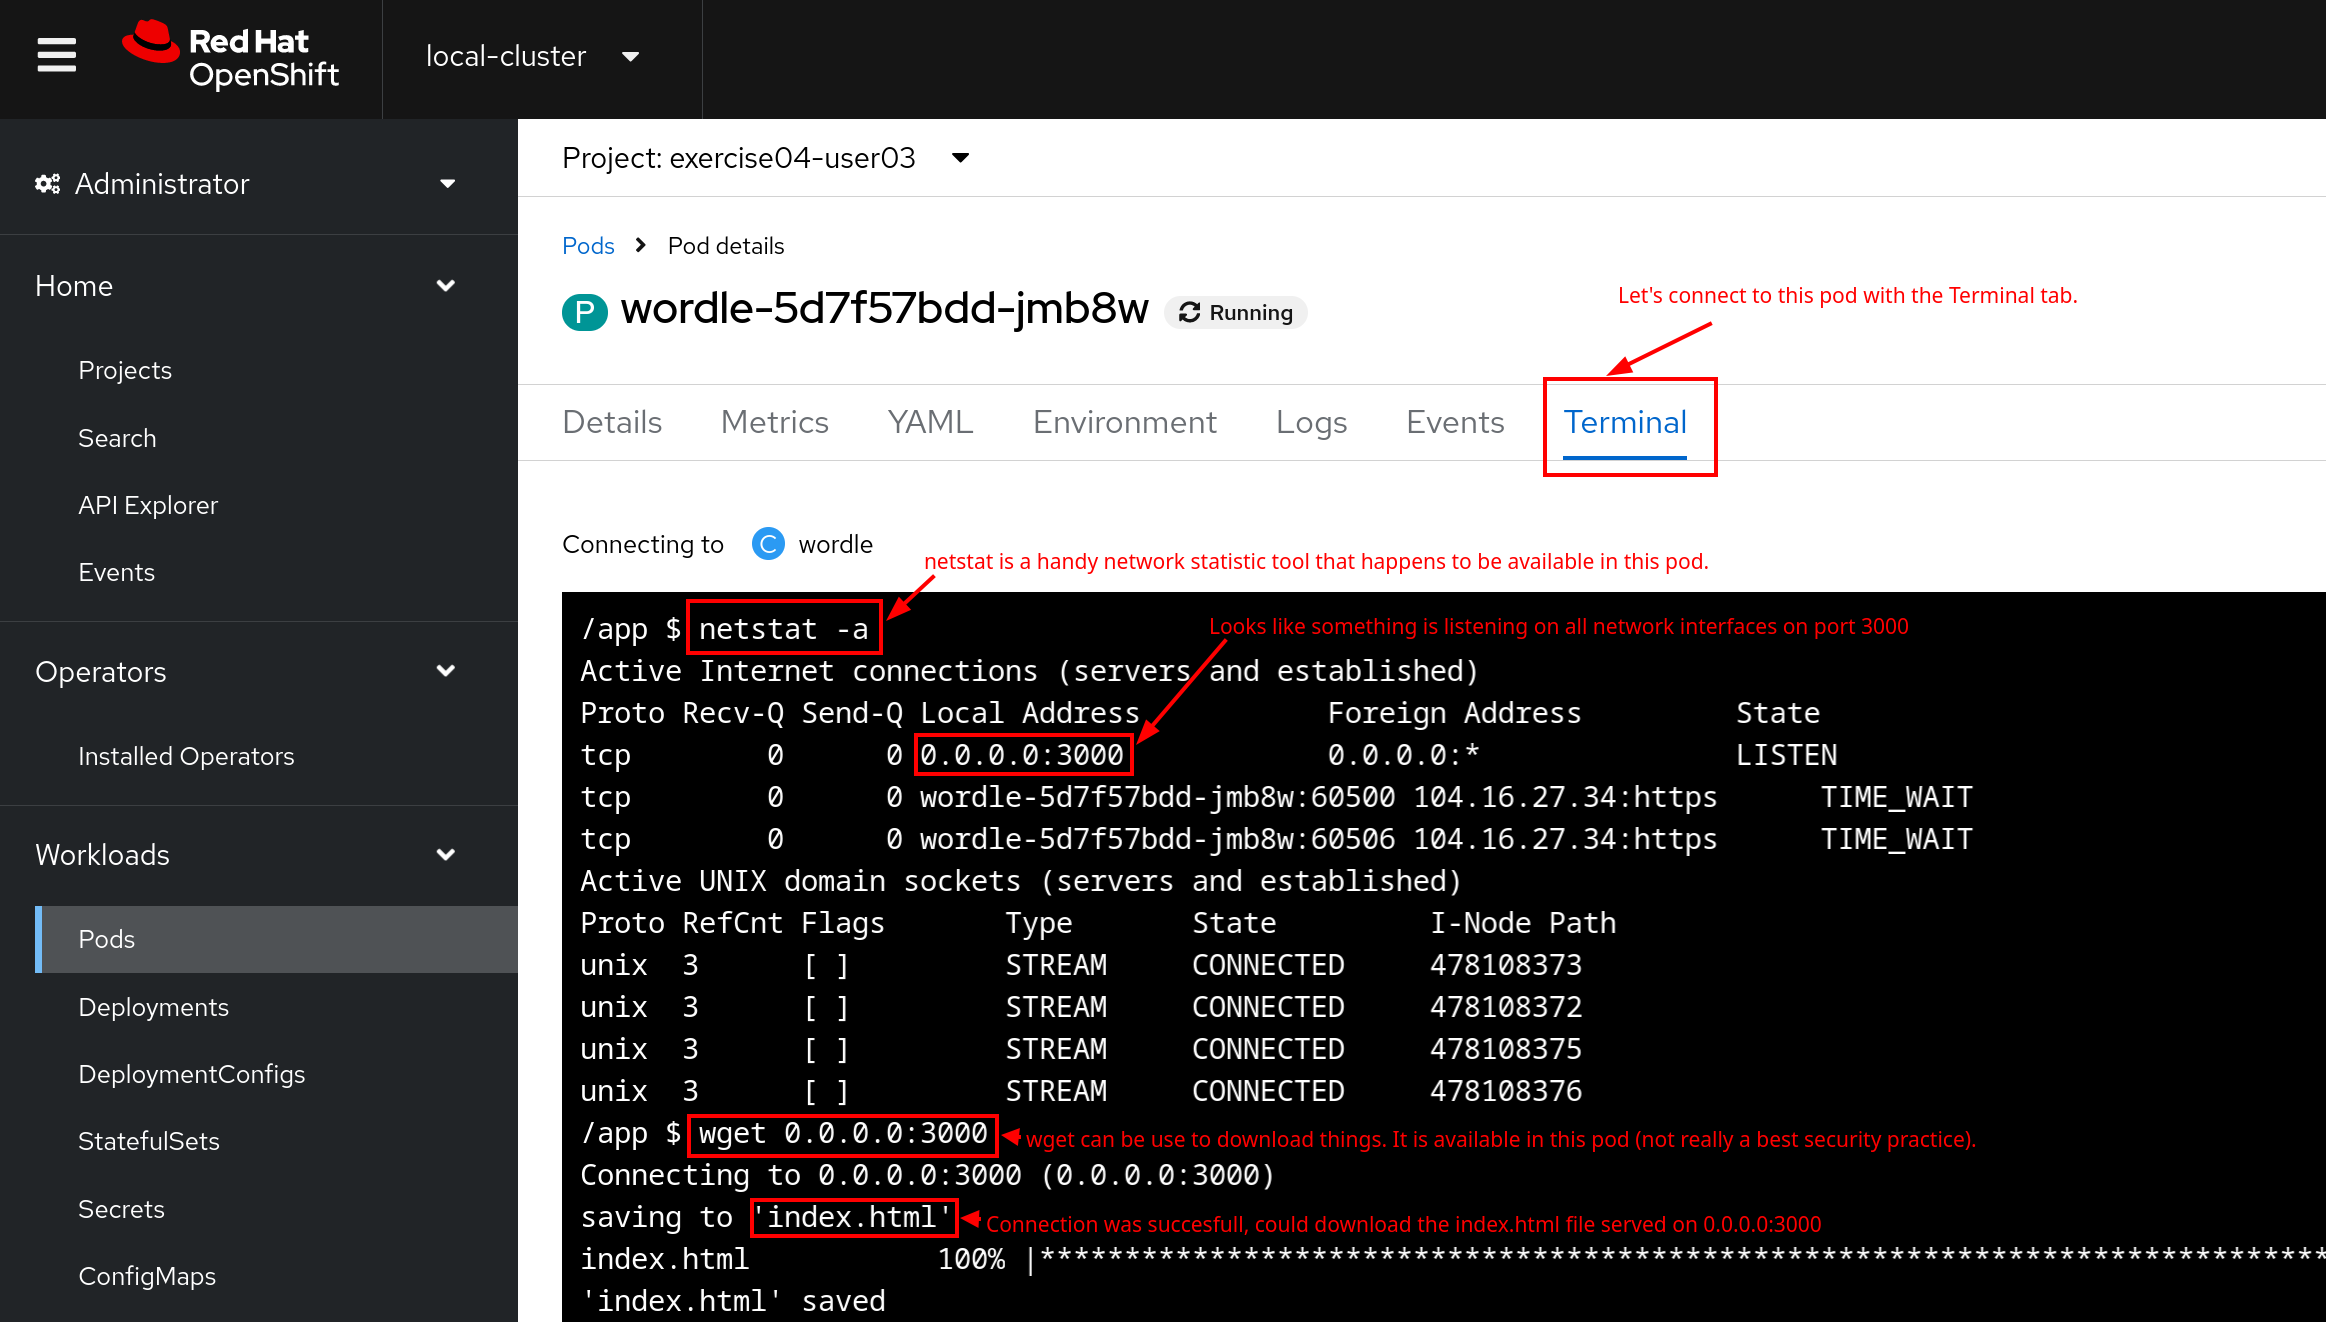 Red Hat
OpenShift
local-cluster
Administrator
Home
Projects
Search
API Explorer
Events
Operators
Installed Operators
Workloads
Pods
Deployments
DeploymentConfigs
StatefulSets
Secrets
ConfigMaps
Project: exercise04-user03
Pods Pod details
P wordle-5d7f57bdd-jmb8w Running
Let's connect to this pod with the Terminal tab.
Details Metrics YAML Environment Logs Events Terminal
Connecting to C wordle
netstat is a handy network statistic tool that happens to be available in this pod.
/app $ netstat -a
Looks like something is listening on all network interfaces on port 3000
Active Internet connections (servers and established)
Proto Recv-Q Send-Q Local Address Foreign Address State
tcp 0 0 0.0.0.0:3000 0.0.0.0:* LISTEN
tcp 0 0 wordle-5d7f57bdd-jmb8w:60500 104.16.27.34:https TIME_WAIT
tcp 0 0 wordle-5d7f57bdd-jmb8w:60506 104.16.27.34:https TIME_WAIT
Active UNIX domain sockets (servers and established)
Proto RefCnt Flags Type State I-Node Path
unix 3 [ ] STREAM CONNECTED 478108373
unix 3 [ ] STREAM CONNECTED 478108372
unix 3 [ ] STREAM CONNECTED 478108375
unix 3 [ ] STREAM CONNECTED 478108376
/app $ wget 0.0.0.0:3000
wget can be use to download things. It is available in this pod (not really a best security practice).
Connecting to 0.0.0.0:3000 (0.0.0.0:3000)
saving to 'index.html'
Connection was succesfull, could download the index.html file served on 0.0.0.0:3000
index.html 100% |****************************************************************************
'index.html' saved